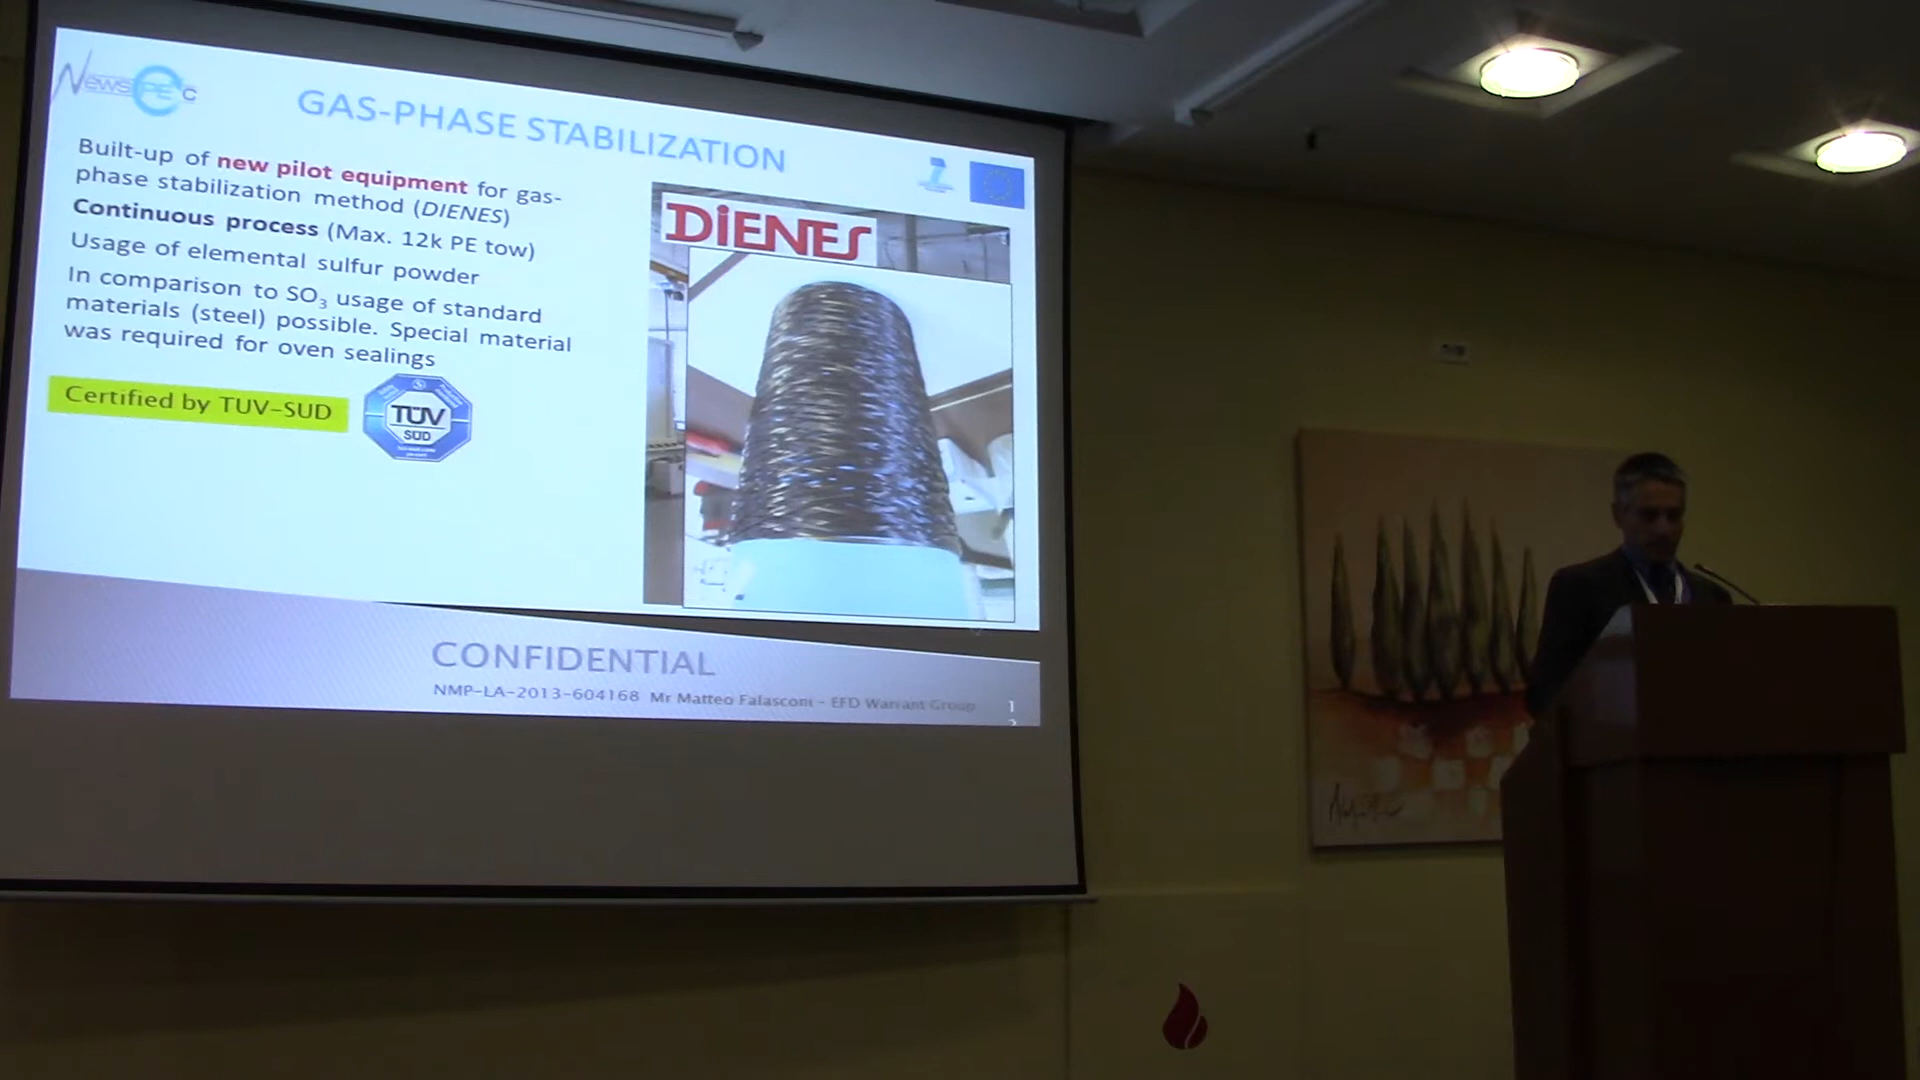 NewsPEc
GAS-PHASE STABILIZATION
Built-up of new pilot equipment for gas-
phase stabilization method (DIENES)
Continuous process (Max. 12k PE tow)
Usage of elemental sulfur powder
In comparison to SO₃ usage of standard
materials (steel) possible. Special material
was required for oven sealings
Certified by TUV-SUD
TÜV
SÜD
DiENES
CONFIDENTIAL
NMP-LA-2013-604168 Mr Matteo Falasconi - EFD Warrant Group
1
2